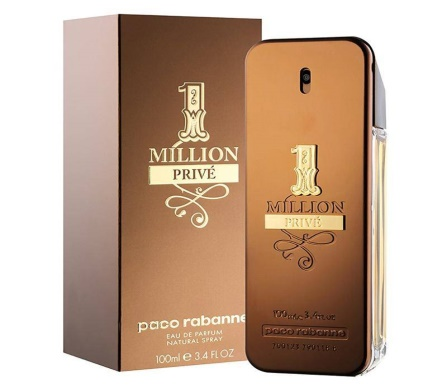 1
MILLION
PRIVÉ
paco rabanne
EAU DE PARFUM
NATURAL SPRAY
100ml ℮ 3.4 FL OZ
1
MILLION
PRIVÉ
paco rabanne